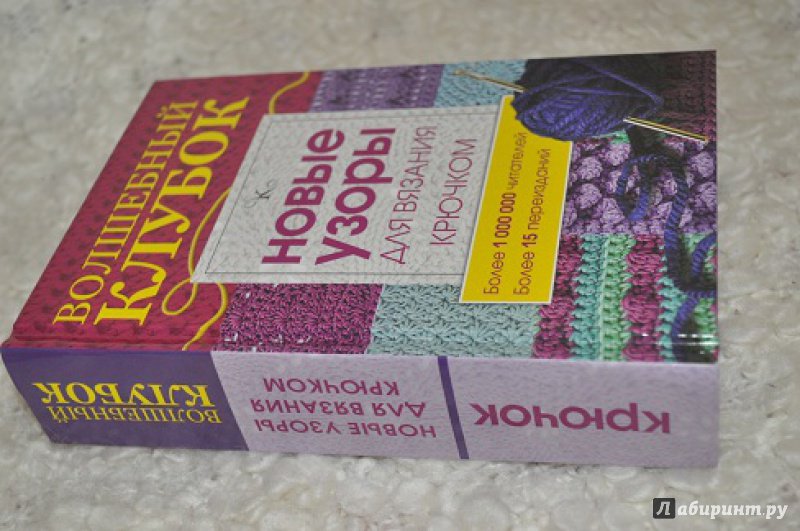 ВОЛШЕБНЫЙ
КЛУБОК
К
НОВЫЕ
УЗОРЫ
ДЛЯ ВЯЗАНИЯ
КРЮЧКОМ
Более 1 000 000 читателей
Более 15 переизданий
ВОЛШЕБНЫЙ
КЛУБОК
НОВЫЕ УЗОРЫ
ДЛЯ ВЯЗАНИЯ
КРЮЧКОМ
крючок
Лабиринт.ру